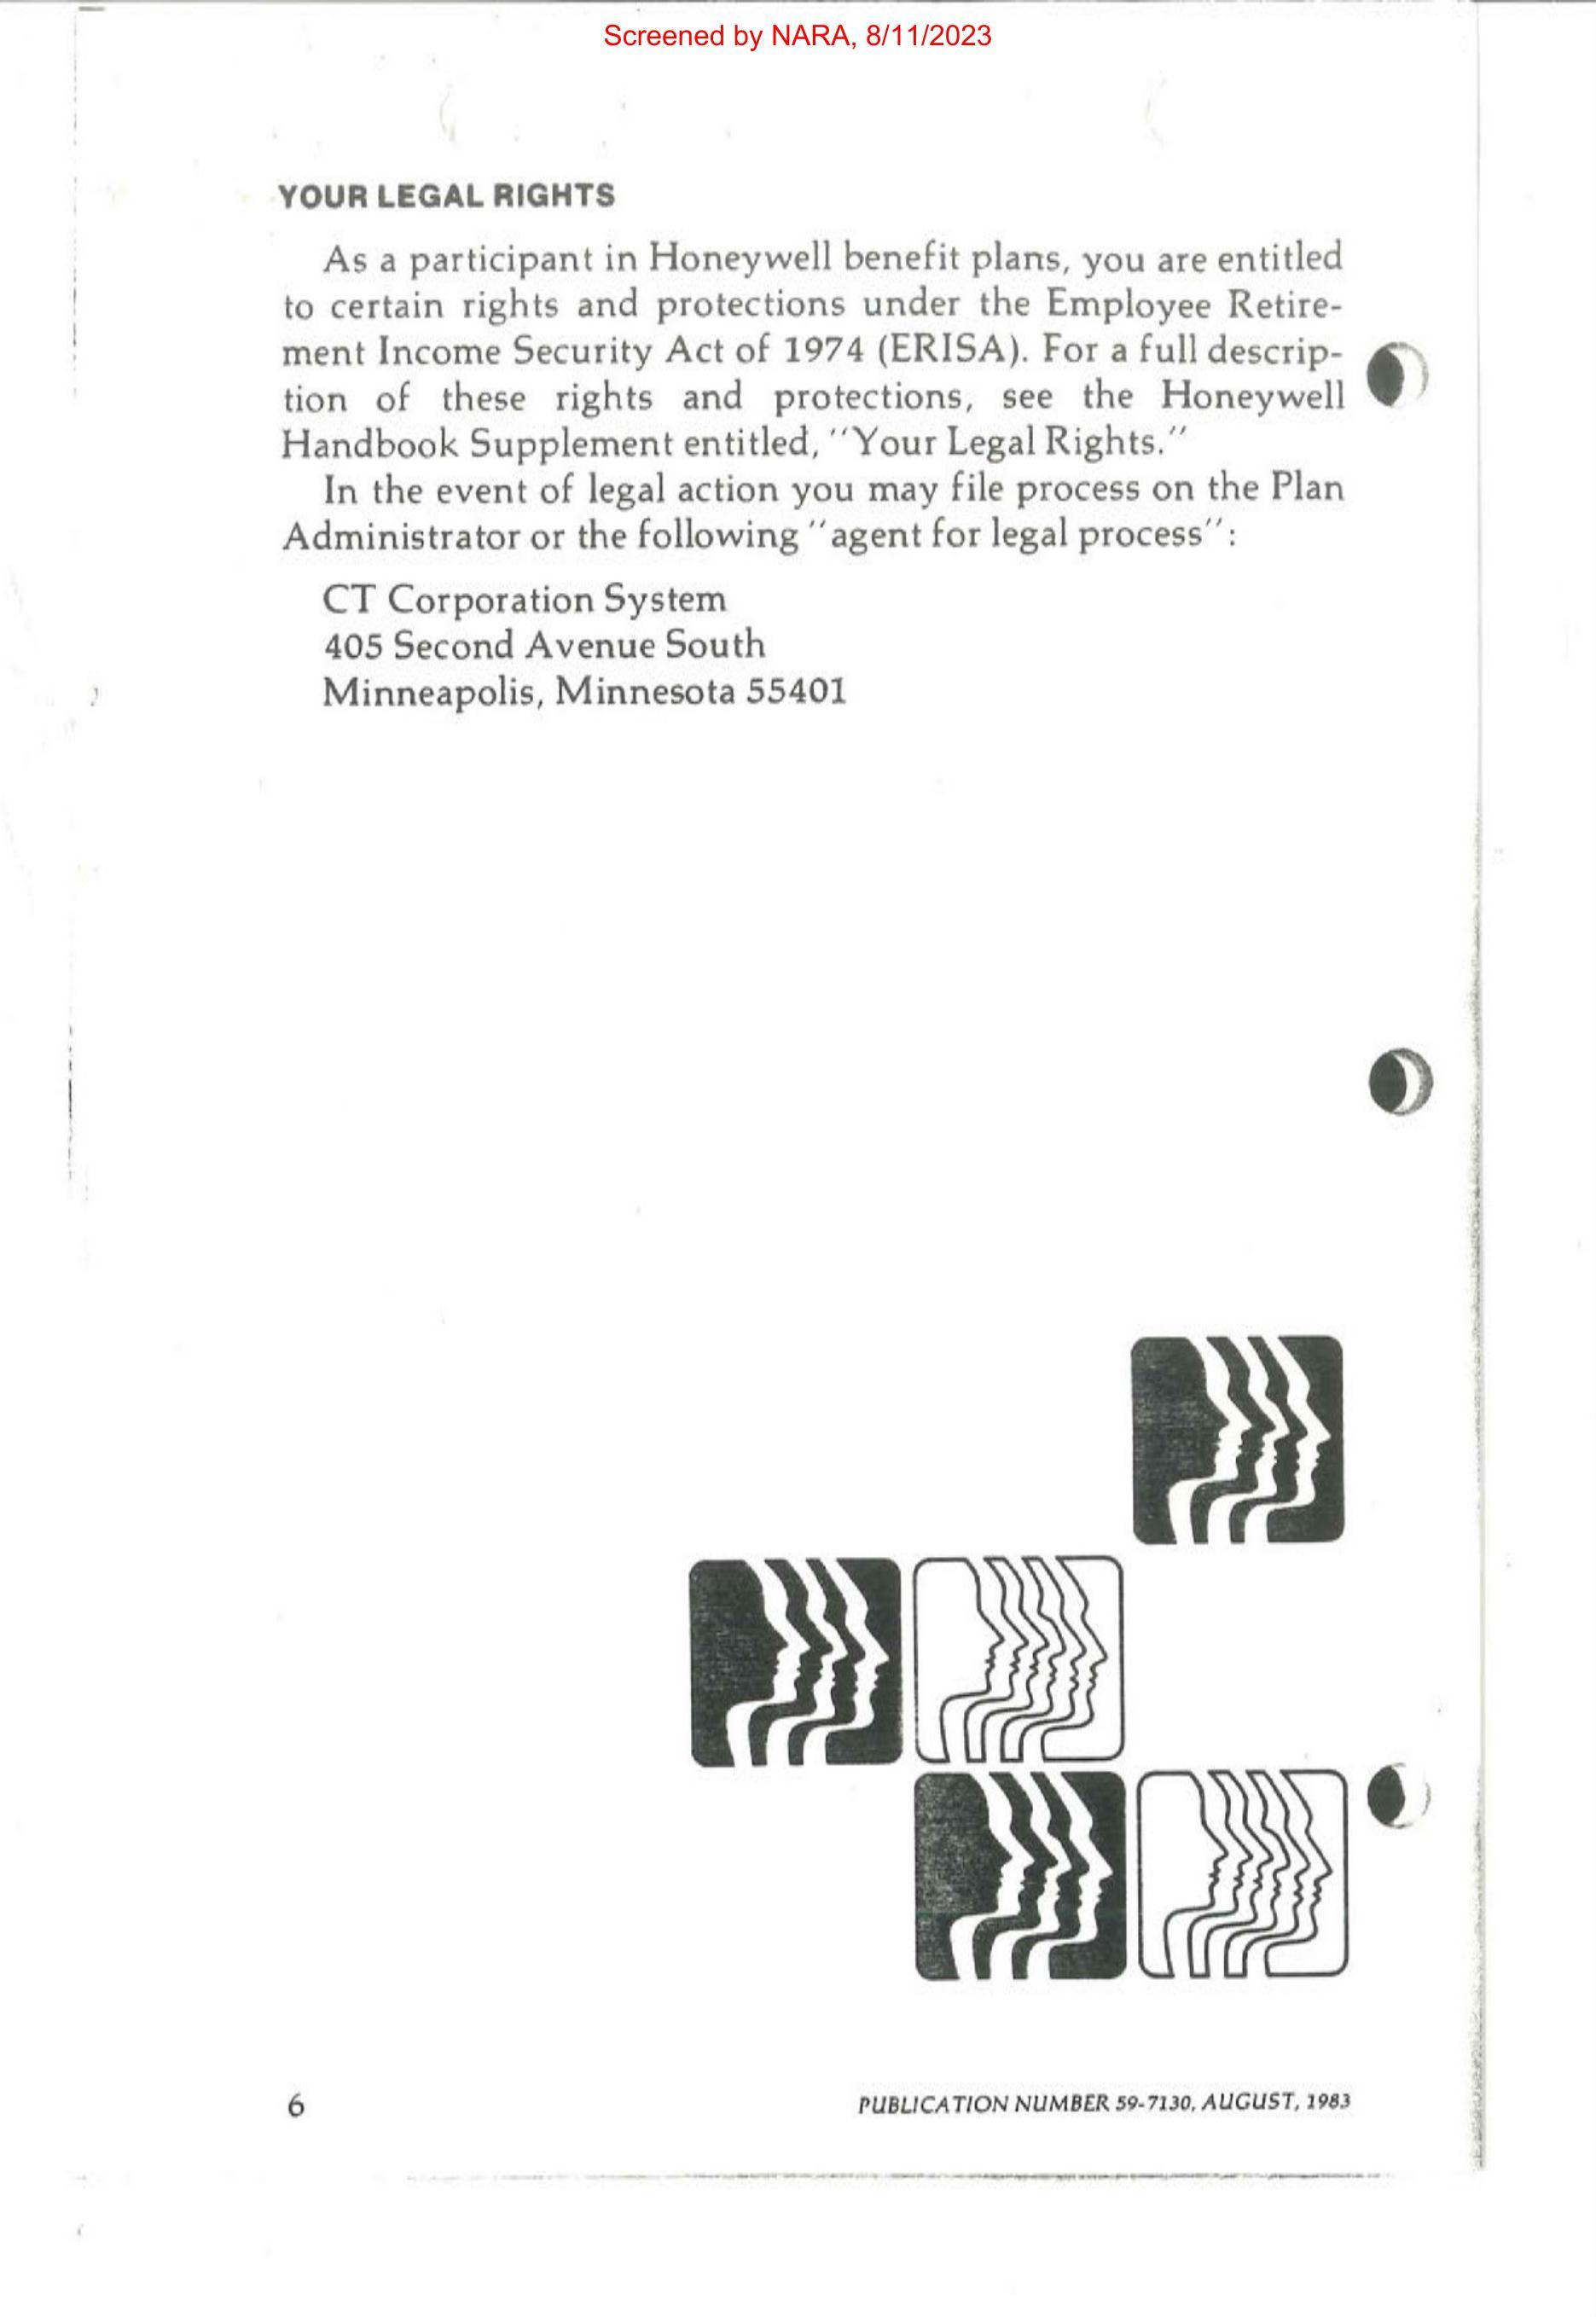 Screened by NARA, 8/11/2023
YOUR LEGAL RIGHTS
As a participant in Honeywell benefit plans, you are entitled
to certain rights and protections under the Employee Retire-
ment Income Security Act of 1974 (ERISA). For a full descrip-
tion of these rights and protections, see the Honeywell
Handbook Supplement entitled, "Your Legal Rights."
In the event of legal action you may file process on the Plan
Administrator or the following "agent for legal process":
CT Corporation System
405 Second Avenue South
Minneapolis, Minnesota 55401
6
PUBLICATION NUMBER 59-7130, AUGUST, 1983